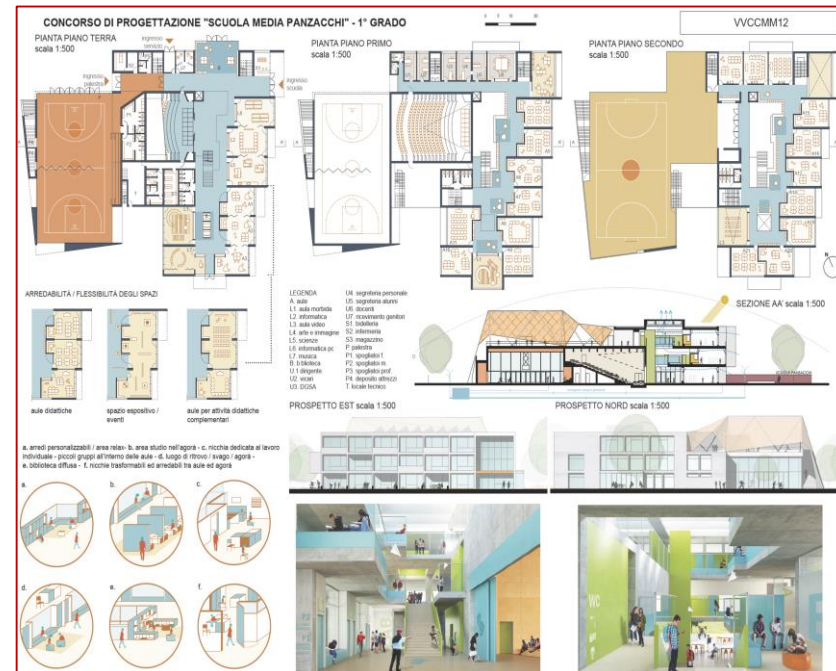 CONCORSO DI PROGETTAZIONE "SCUOLA MEDIA PANZACCHI" - 1° GRADO
VVCCMM12
PIANTA PIANO TERRA
scala 1:500
ingresso
servizio
ingresso
palestra
ingresso
scuola
PIANTA PIANO PRIMO
scala 1:500
PIANTA PIANO SECONDO
scala 1:500
ARREDABILITÀ / FLESSIBILITÀ DEGLI SPAZI
aule didattiche
spazio espositivo /
eventi
aule per attività didattiche
complementari
LEGENDA
A. aule
L1. aula morbida
L2. informatica
L3. aula video
L4. arte e immagine
L5. scienze
L6. informatica pc
L7. musica
B. biblioteca
U.1 dirigente
U2. vicari
U3. DGSA
U4. segreteria personale
U5. segreteria alunni
U6. docenti
U7. ricevimento genitori
S1. bidelleria
S2. infermeria
S3. magazzino
P. palestra
P1. spogliatoi f.
P2. spogliatoi m.
P3. spogliatoi prof.
P4. deposito attrezzi
T. locale tecnico
SEZIONE AA' scala 1:500
PROSPETTO EST scala 1:500
PROSPETTO NORD scala 1:500
a. arredi personalizzabili / area relax- b. area studio nell'agorà - c. nicchia dedicata al lavoro
individuale - piccoli gruppi all'interno delle aule - d. luogo di ritrovo / svago / agorà -
e. biblioteca diffusa - f. nicchie trasformabili ed arredabili tra aule ed agorà
a.
b.
c.
d.
e.
f.
WC